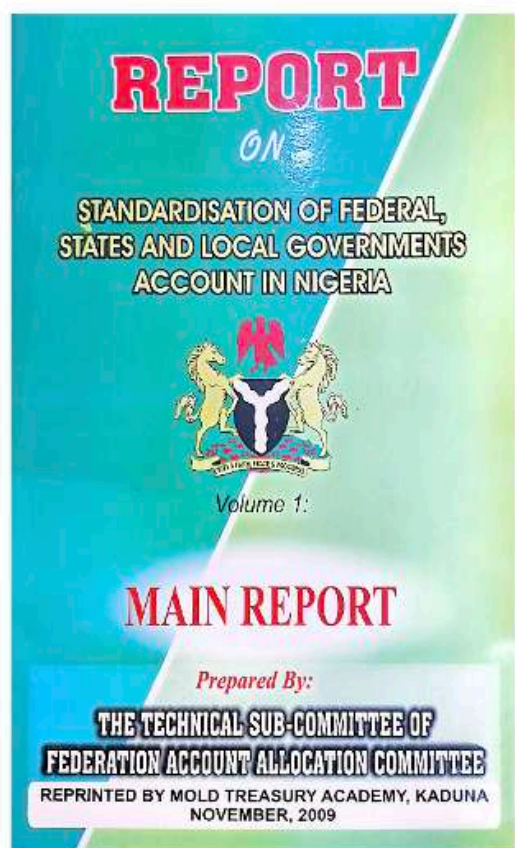 REPORT
ON
STANDARDISATION OF FEDERAL,
STATES AND LOCAL GOVERNMENTS
ACCOUNT IN NIGERIA
Volume 1:
MAIN REPORT
Prepared By:
THE TECHNICAL SUB-COMMITTEE OF
FEDERATION ACCOUNT ALLOCATION COMMITTEE
REPRINTED BY MOLD TREASURY ACADEMY, KADUNA
NOVEMBER, 2009